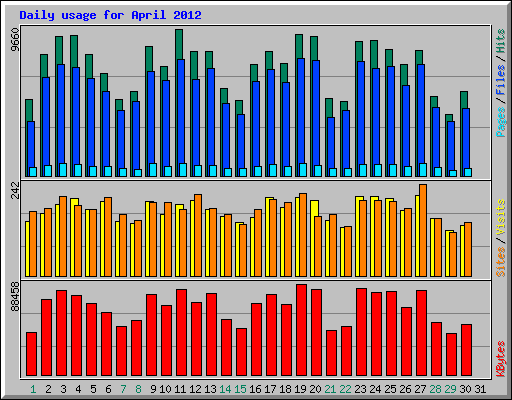 Daily usage for April 2012
9660
Pages / Files / Hits
242
Sites / Visits
88458
KBytes
1 2 3 4 5 6 7 8 9 10 11 12 13 14 15 16 17 18 19 20 21 22 23 24 25 26 27 28 29 30 31